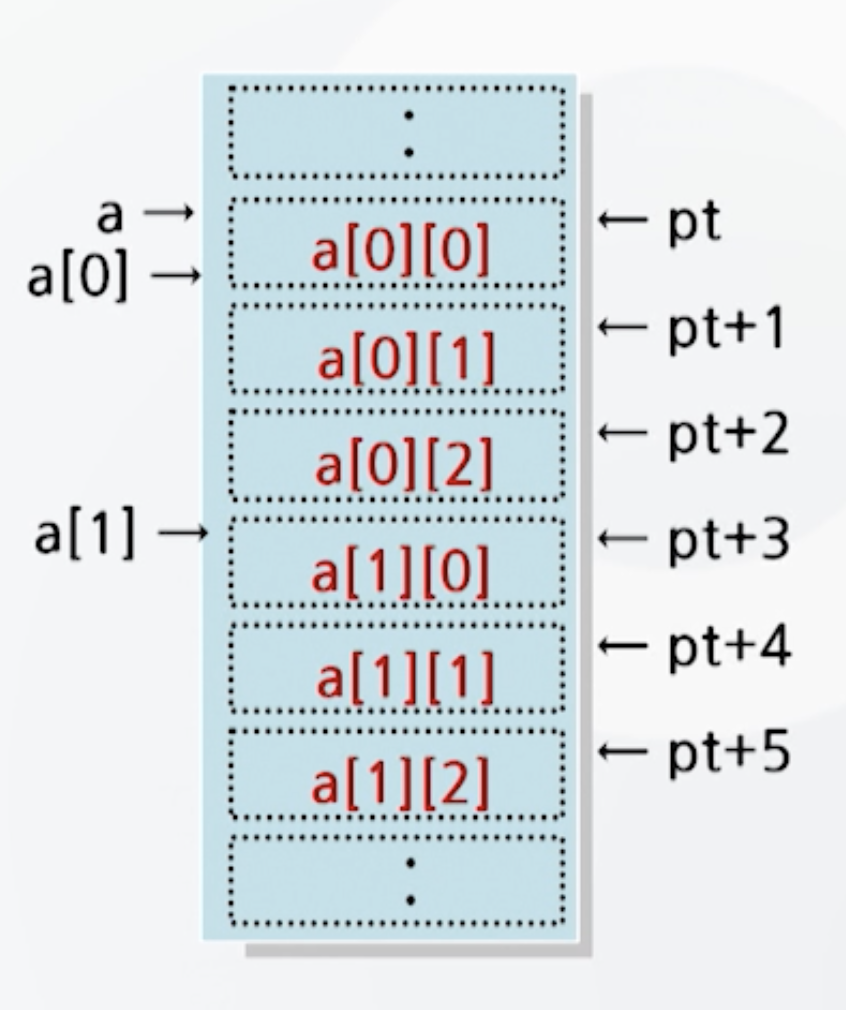 :
a → a[0][0] ← pt
a[0] →
a[0][1] ← pt+1
a[0][2] ← pt+2
a[1] → a[1][0] ← pt+3
a[1][1] ← pt+4
a[1][2] ← pt+5
: